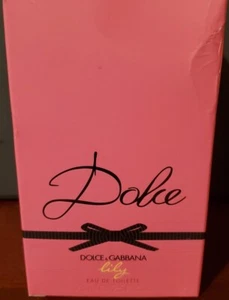 Dolce
DOLCE & GABBANA
lily
EAU DE TOILETTE